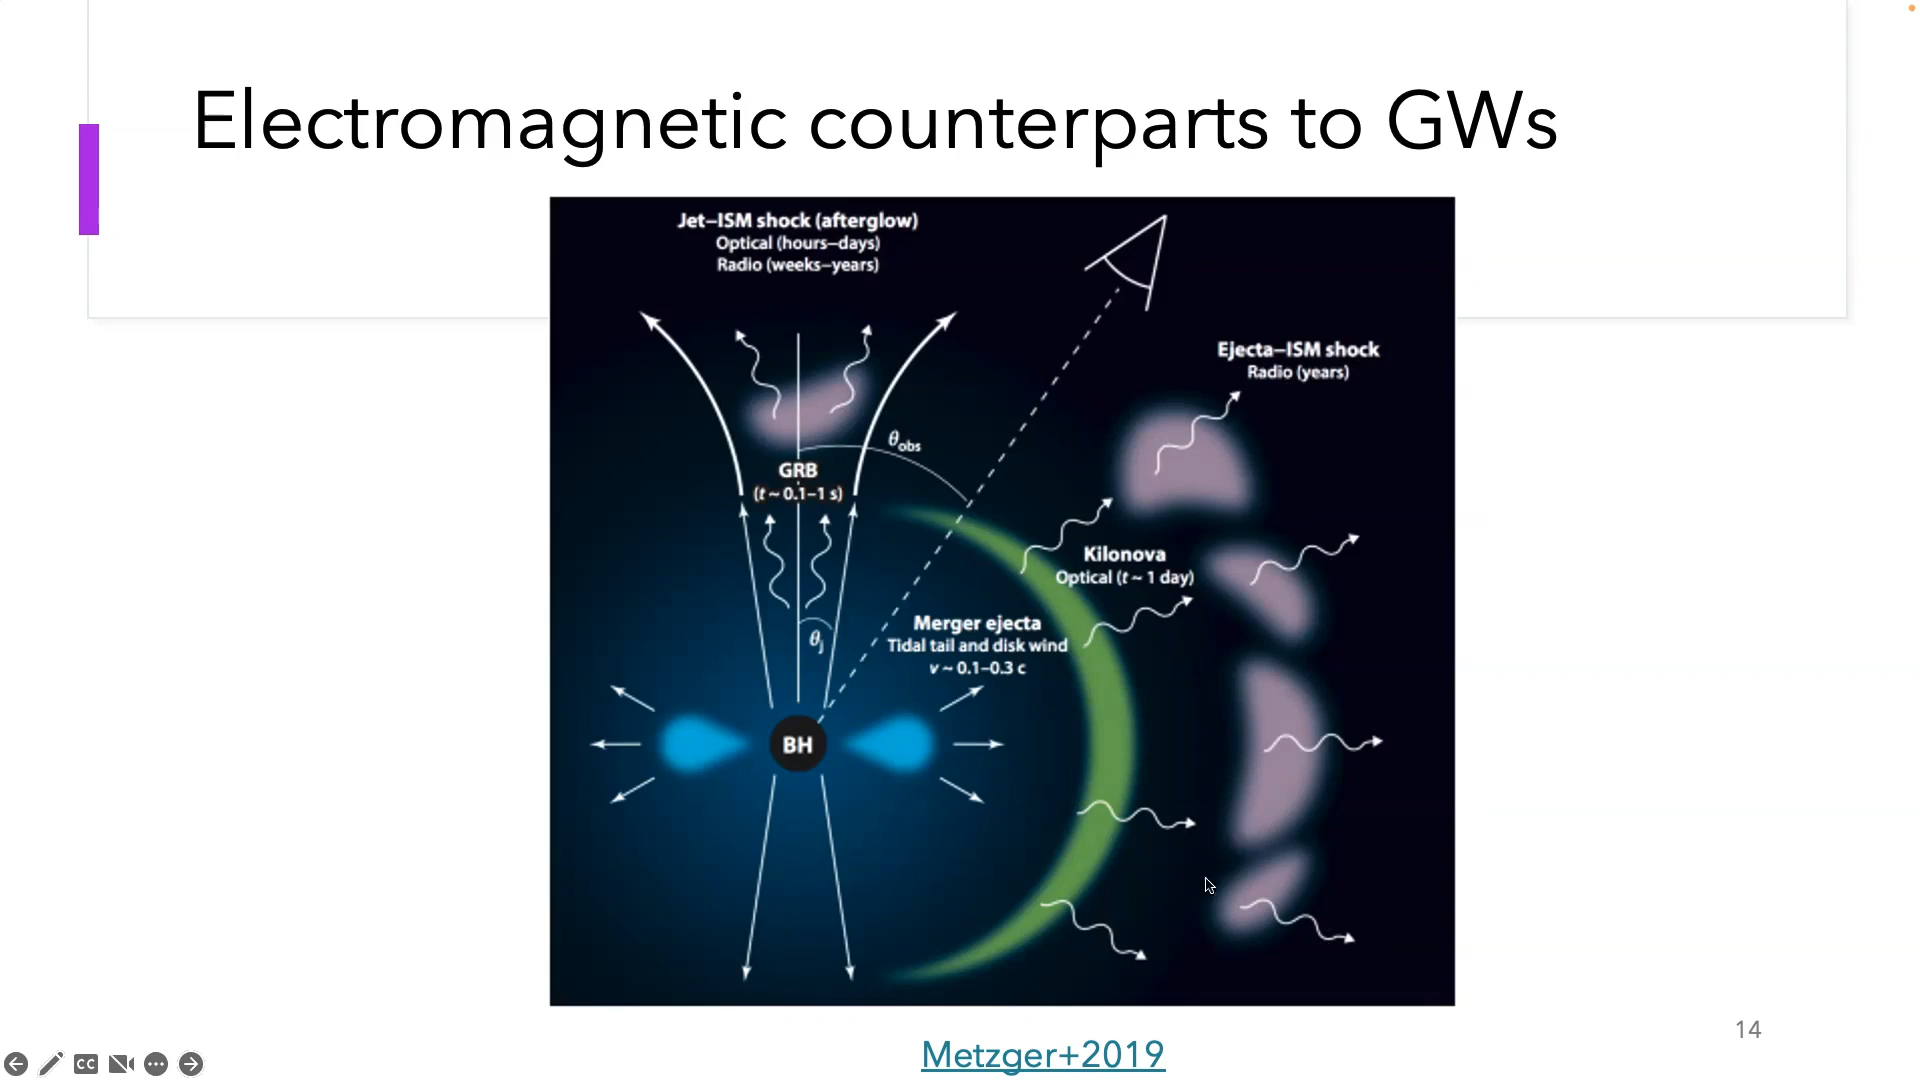 Electromagnetic counterparts to GWs
Jet–ISM shock (afterglow)
Optical (hours–days)
Radio (weeks–years)
Ejecta–ISM shock
Radio (years)
θobs
GRB
(t ~ 0.1–1 s)
Kilonova
Optical (t ~ 1 day)
Merger ejecta
Tidal tail and disk wind
v ~ 0.1–0.3 c
θj
BH
14
Metzger+2019
CC